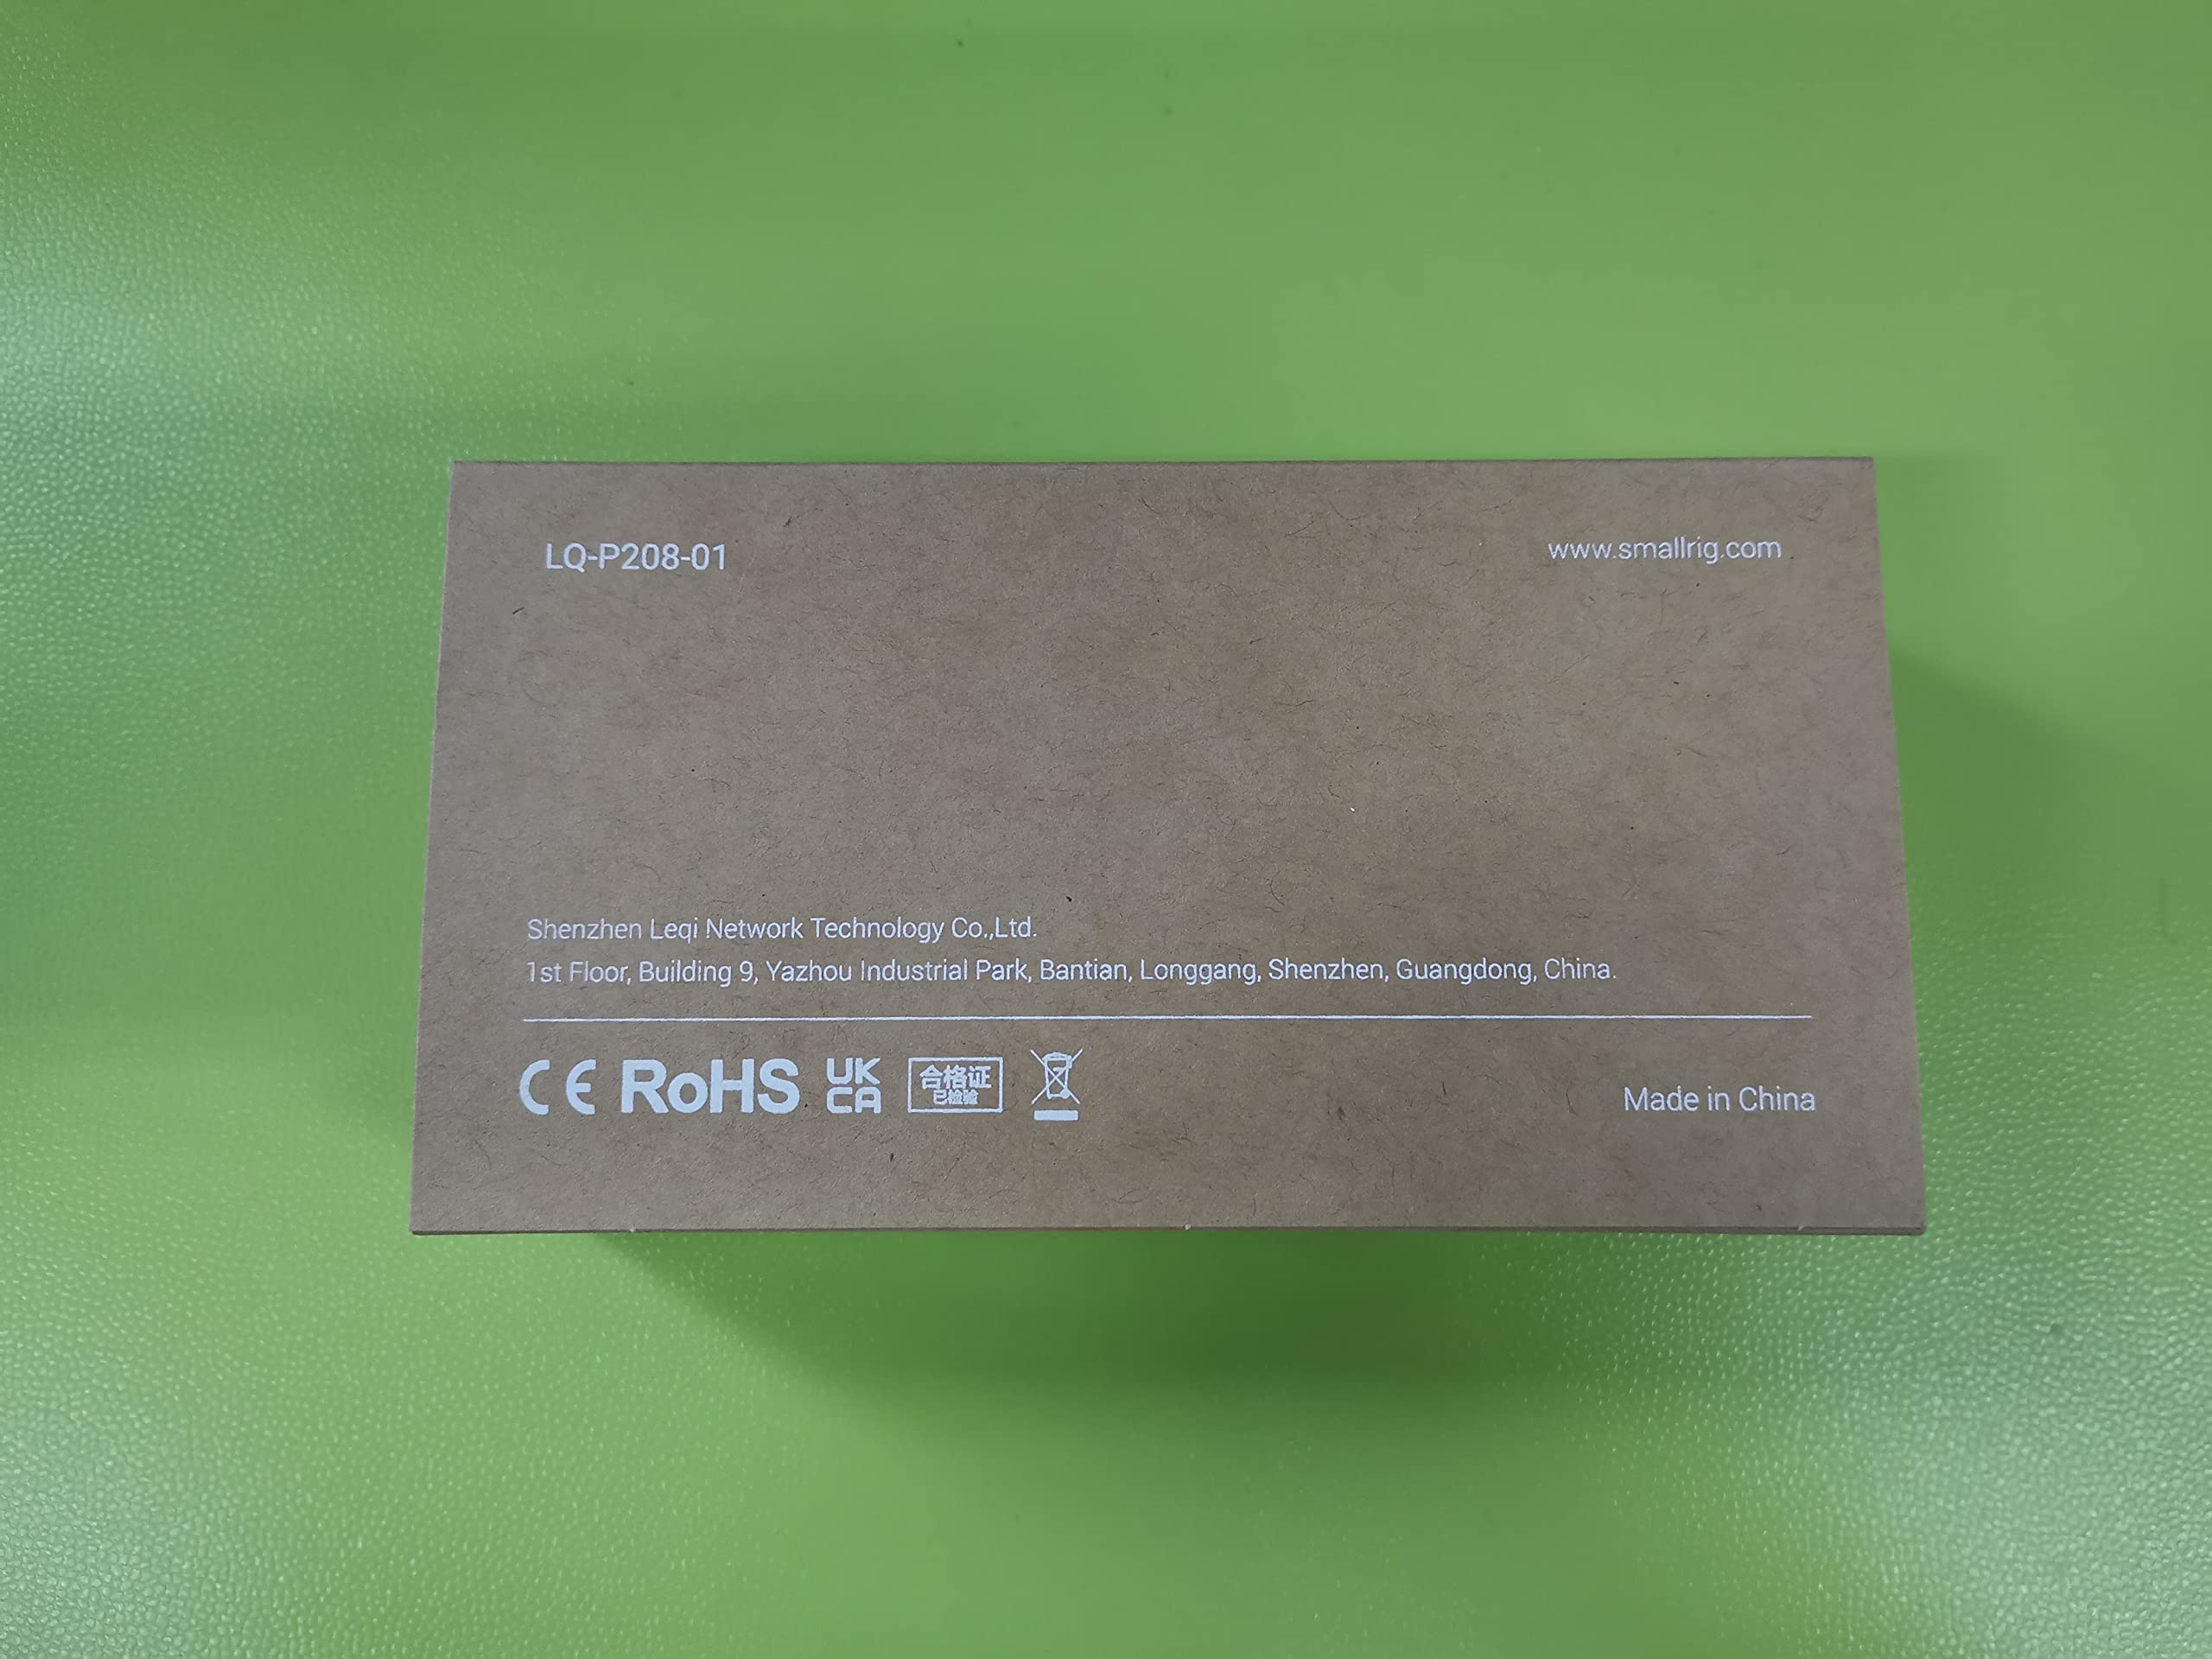 LQ-P208-01
www.smallrig.com
Shenzhen Leqi Network Technology Co.,Ltd.
1st Floor, Building 9, Yazhou Industrial Park, Bantian, Longgang, Shenzhen, Guangdong, China.
CE RoHS UK
CA
合格证
已检验
Made in China